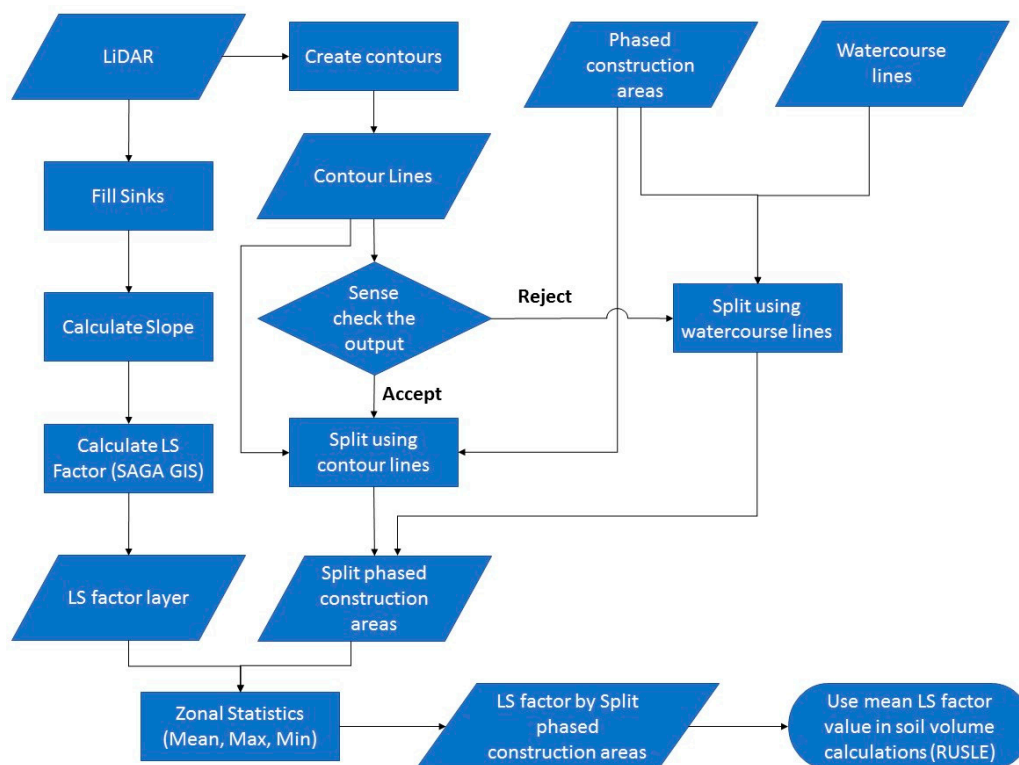 LiDAR
Create contours
Phased
construction
areas
Watercourse
lines
Fill Sinks
Contour Lines
Calculate Slope
Sense
check the
output
Reject
Split using
watercourse lines
Accept
Calculate LS
Factor (SAGA GIS)
Split using
contour lines
LS factor layer
Split phased
construction
areas
Zonal Statistics
(Mean, Max, Min)
LS factor by Split
phased
construction areas
Use mean LS factor
value in soil volume
calculations (RUSLE)